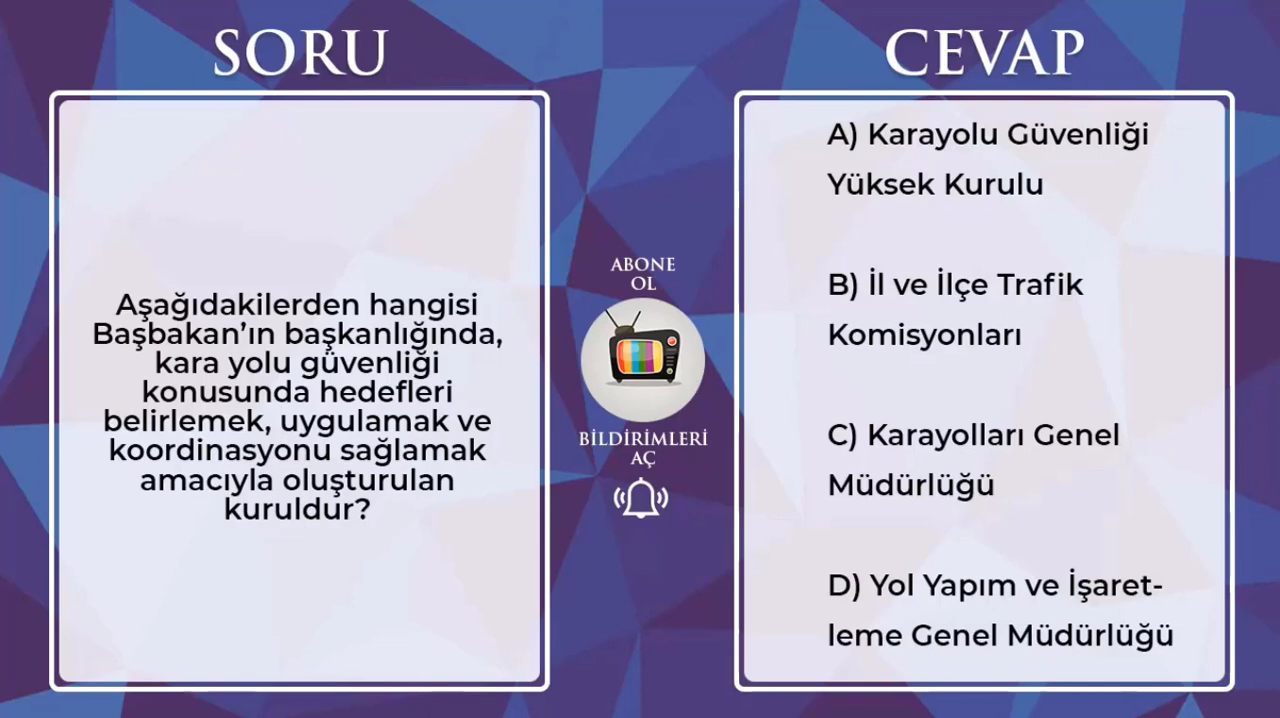 SORU
Aşağıdakilerden hangisi
Başbakan'ın başkanlığında,
kara yolu güvenliği
konusunda hedefleri
belirlemek, uygulamak ve
koordinasyonu sağlamak
amacıyla oluşturulan
kuruldur?
ABONE
OL
BİLDİRİMLERİ
AÇ
CEVAP
A) Karayolu Güvenliği
Yüksek Kurulu
B) İl ve İlçe Trafik
Komisyonları
C) Karayolları Genel
Müdürlüğü
D) Yol Yapım ve İşaret-
leme Genel Müdürlüğü